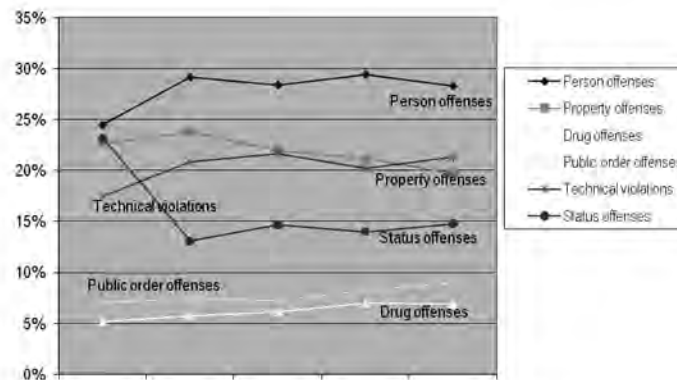 35%
30%
25%
20%
15%
10%
5%
0%
Person offenses
Property offenses
Technical violations
Status offenses
Public order offenses
Drug offenses
Person offenses
Property offenses
Drug offenses
Public order offenses
Technical violations
Status offenses